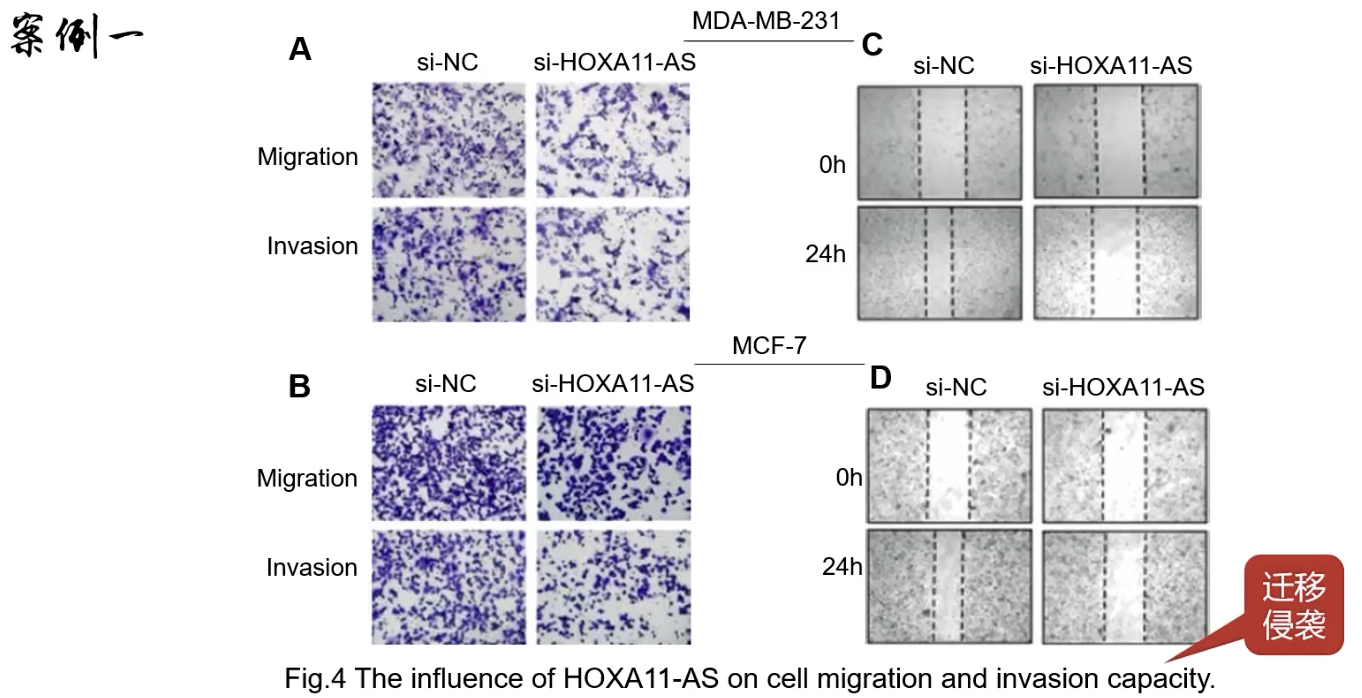 案例一
MDA-MB-231
A
si-NC si-HOXA11-AS
Migration
Invasion
C
si-NC si-HOXA11-AS
0h
24h
MCF-7
B
si-NC si-HOXA11-AS
Migration
Invasion
D
si-NC si-HOXA11-AS
0h
24h
迁移
侵袭
Fig.4 The influence of HOXA11-AS on cell migration and invasion capacity.